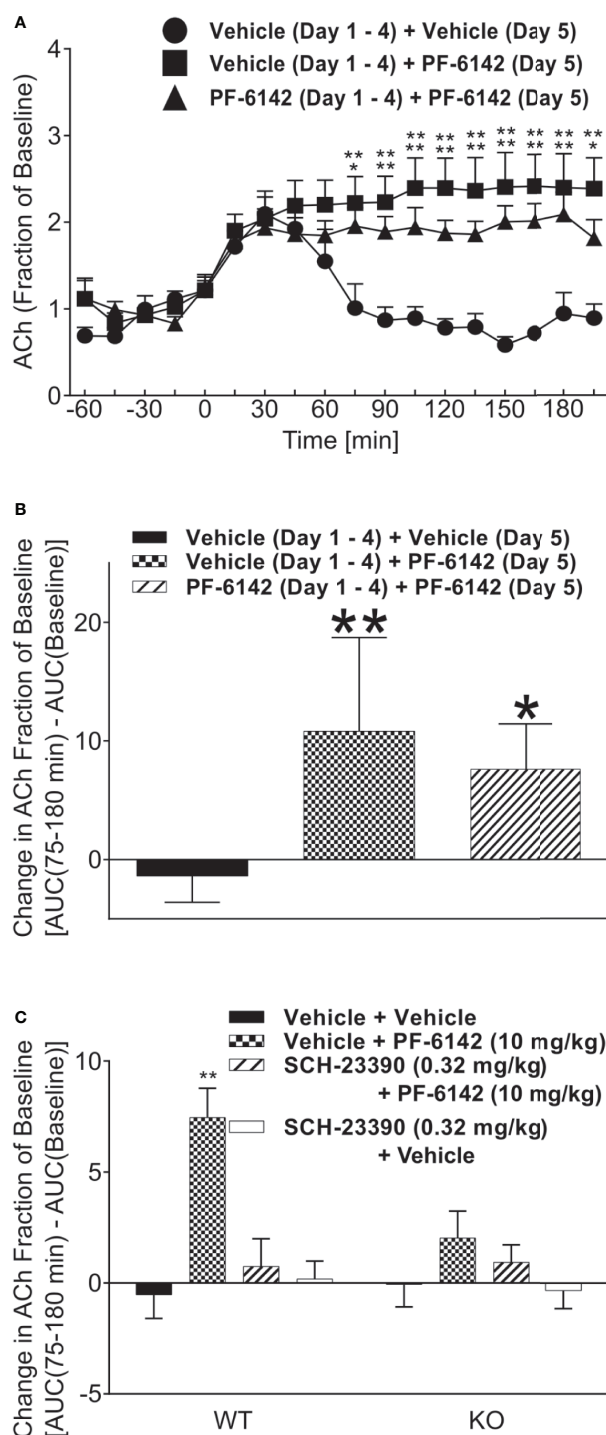 A
Vehicle (Day 1 - 4) + Vehicle (Day 5)
Vehicle (Day 1 - 4) + PF-6142 (Day 5)
PF-6142 (Day 1 - 4) + PF-6142 (Day 5)
ACh (Fraction of Baseline)
4
3
2
1
0
** ** ** ** ** ** ** ** **
* ** ** ** ** ** ** ** *
-60 -30 0 30 60 90 120 150 180
Time [min]
B
Vehicle (Day 1 - 4) + Vehicle (Day 5)
Vehicle (Day 1 - 4) + PF-6142 (Day 5)
PF-6142 (Day 1 - 4) + PF-6142 (Day 5)
Change in ACh Fraction of Baseline
[AUC(75-180 min) - AUC(Baseline)]
20
10
0
**
*
C
Vehicle + Vehicle
Vehicle + PF-6142 (10 mg/kg)
SCH-23390 (0.32 mg/kg)
+ PF-6142 (10 mg/kg)
SCH-23390 (0.32 mg/kg)
+ Vehicle
Change in ACh Fraction of Baseline
[AUC(75-180 min) - AUC(Baseline)]
10
5
0
-5
**
WT KO